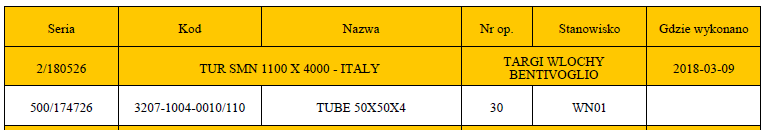 Seria Kod Nazwa Nr op. Stanowisko Gdzie wykonano
2/180526 TUR SMN 1100 X 4000 - ITALY TARGI WLOCHY BENTIVOGLIO 2018-03-09
500/174726 3207-1004-0010/110 TUBE 50X50X4 30 WN01